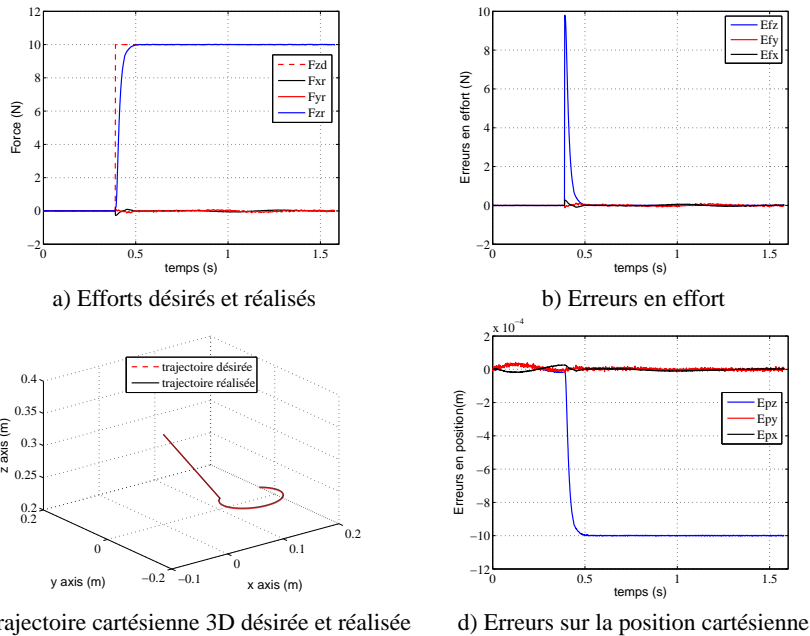 12
10
8
6
4
2
0
−2
0
0.5
1
1.5
Force (N)
temps (s)
Fzd
Fxr
Fyr
Fzr
a) Efforts désirés et réalisés
10
8
6
4
2
0
−2
0
0.5
1
1.5
Erreurs en effort (N)
temps (s)
Efz
Efy
Efx
b) Erreurs en effort
0.4
0.35
0.3
0.25
0.2
0.2
0
−0.2
−0.1
0
0.1
0.2
z axis (m)
y axis (m)
x axis (m)
trajectoire désirée
trajectoire réalisée
rajectoire cartésienne 3D désirée et réalisée
x 10⁻⁴
2
0
−2
−4
−6
−8
−10
−12
0
0.5
1
1.5
Erreurs en position(m)
temps (s)
Epz
Epy
Epx
d) Erreurs sur la position cartésienne